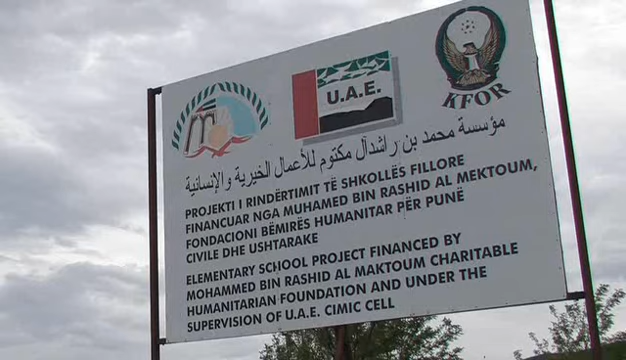 U.A.E.
KFOR
مؤسسة محمد بن راشدآل مكتوم للأعمال الخيرية والإنسانية
PROJEKTI I RINDËRTIMIT TË SHKOLLËS FILLORE
FINANCUAR NGA MUHAMED BIN RASHID AL MEKTOUM,
FONDACIONI BËMIRËS HUMANITAR PËR PUNË
CIVILE DHE USHTARAKE
ELEMENTARY SCHOOL PROJECT FINANCED BY
MOHAMMED BIN RASHID AL MAKTOUM CHARITABLE
HUMANITARIAN FOUNDATION AND UNDER THE
SUPERVISION OF U.A.E. CIMIC CELL